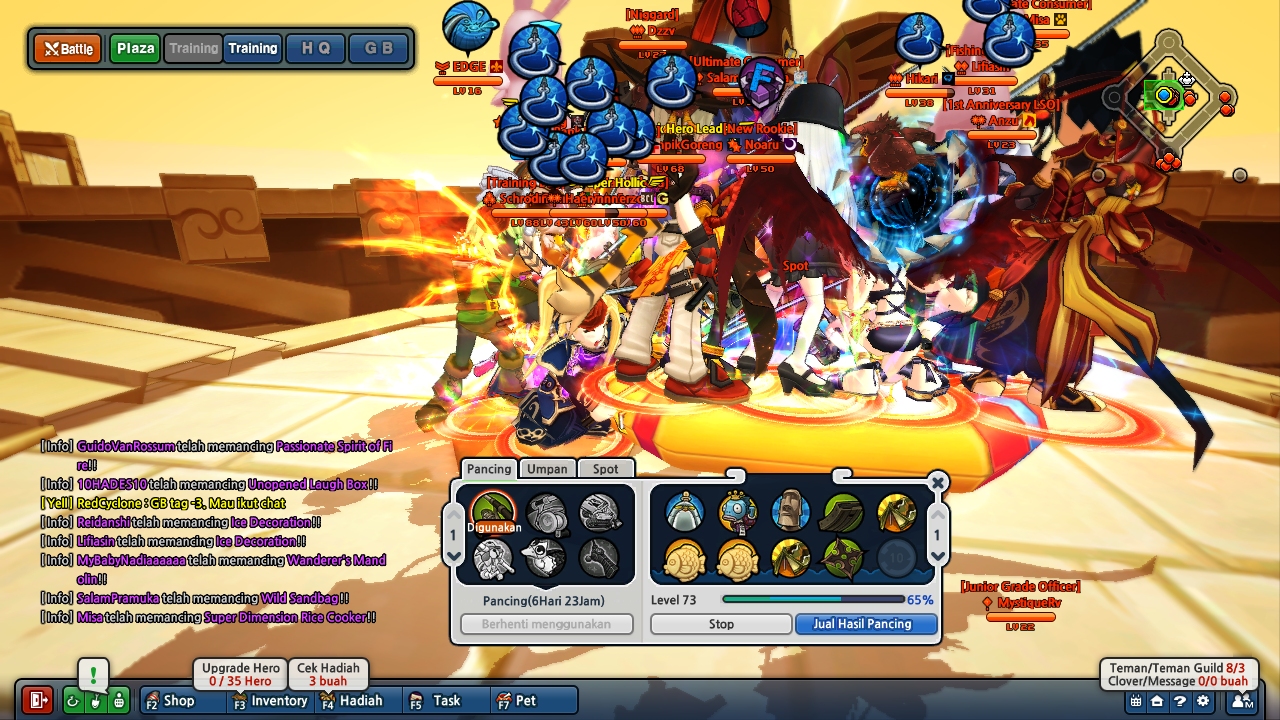 Battle
Plaza
Training
Training
H Q
G B
[Niggard]
Dzzy
EDGE
LV 16
Misa
Hikari
LV 38
Lifiasin
LV 31
[1st Anniversary LSO]
Anzu
LV 23
Hero Lead
[New Rookie]
Noaru
LV 68
LV 50
Spot
[Info] GuidoVanRossum telah memancing Passionate Spirit of Fi
re!!
[Info] 10HADES10 telah memancing Unopened Laugh Box!!
[Yell] RedCyclone : GB tag -3, Mau ikut chat
[Info] Reidanshi telah memancing Ice Decoration!!
[Info] Lifiasin telah memancing Ice Decoration!!
[Info] MyBabyNadiaaaaaa telah memancing Wanderer's Mand
olin!!
[Info] SalamPramuka telah memancing Wild Sandbag!!
[Info] Misa telah memancing Super Dimension Rice Cooker!!
Pancing
Umpan
Spot
Digunakan
1
1
10
Pancing(6Hari 23Jam)
Level 73
65%
Berhenti menggunakan
Stop
Jual Hasil Pancing
[Junior Grade Officer]
MystiqueRv
LV 22
Upgrade Hero
0 / 35 Hero
Cek Hadiah
3 buah
Teman/Teman Guild 8/3
Clover/Message 0/0 buah
F2 Shop
F3 Inventory
F4 Hadiah
F5 Task
F7 Pet
M